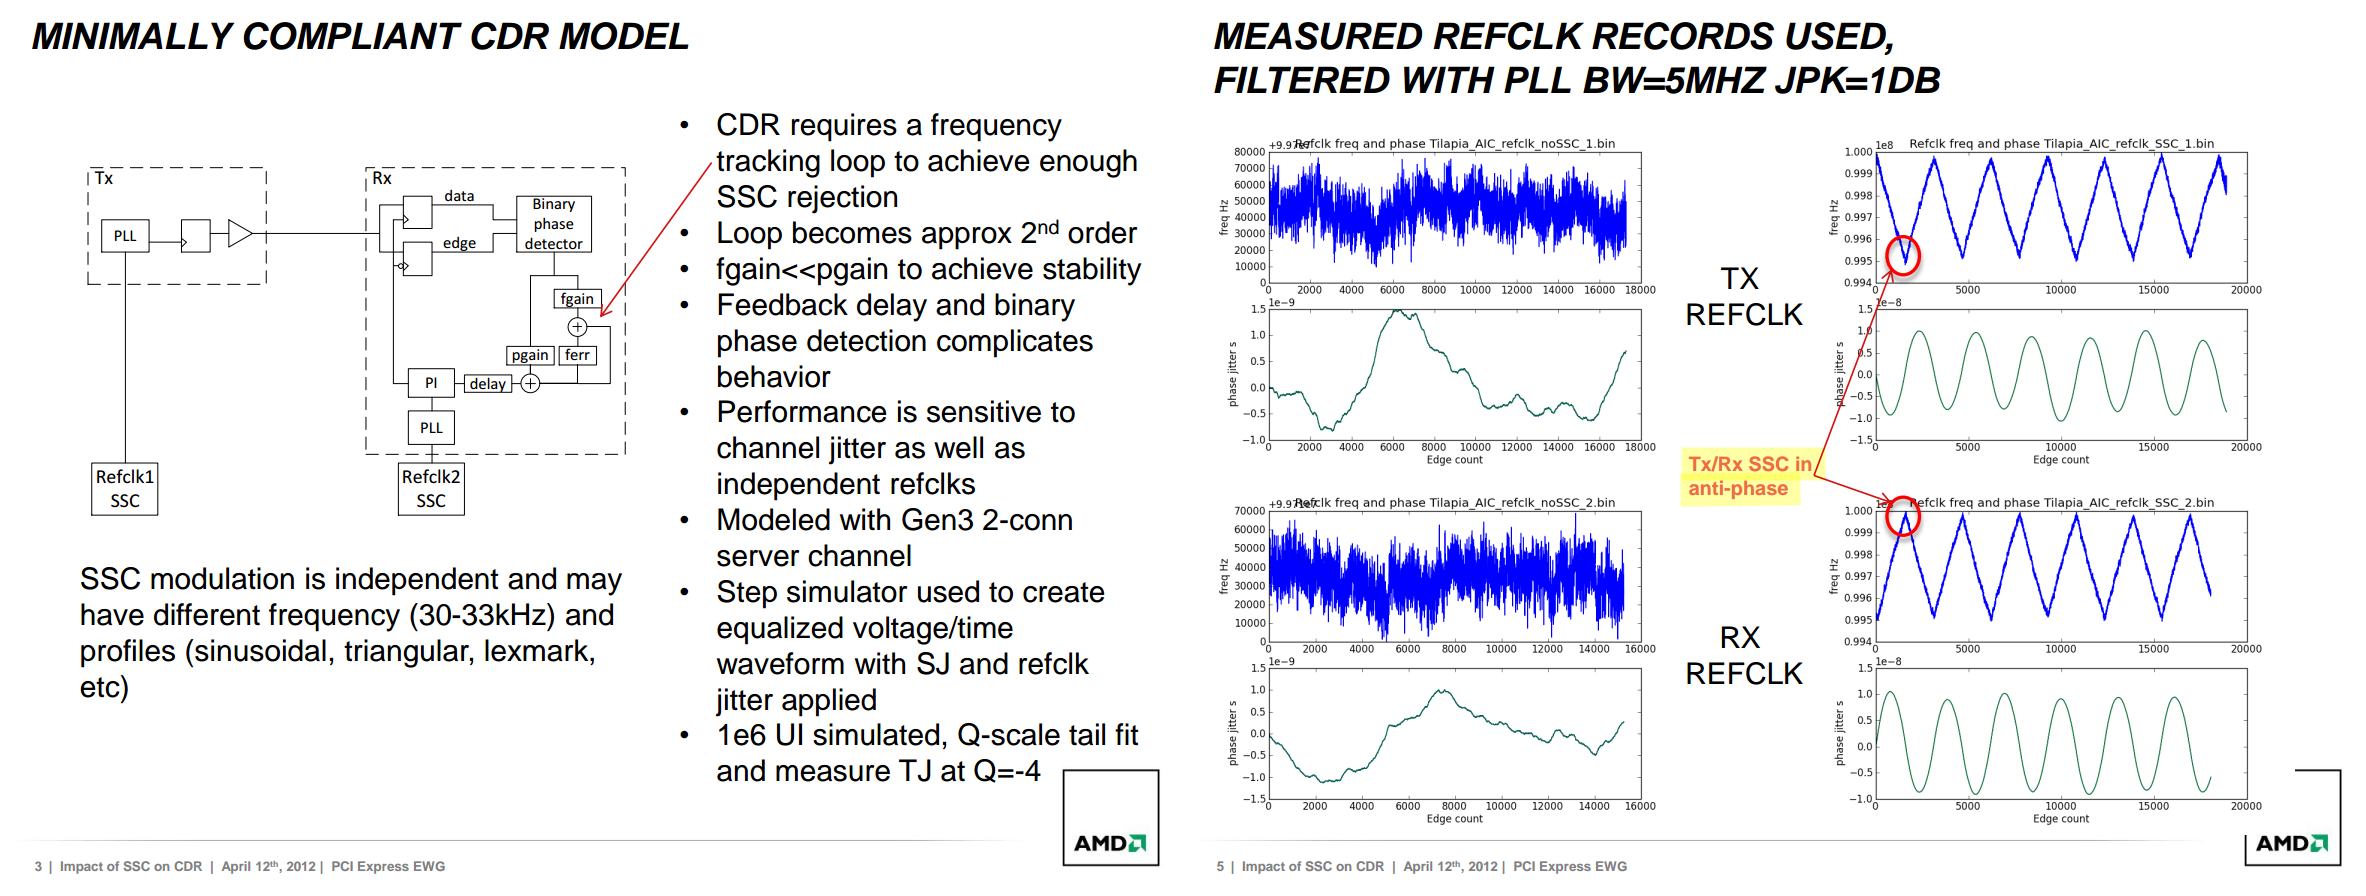 MINIMALLY COMPLIANT CDR MODEL
Tx
PLL
Refclk1
SSC
Rx
data
edge
Binary
phase
detector
fgain
+
pgain
ferr
PI
delay
+
PLL
Refclk2
SSC
• CDR requires a frequency
tracking loop to achieve enough
SSC rejection
• Loop becomes approx 2nd order
• fgain<<pgain to achieve stability
• Feedback delay and binary
phase detection complicates
behavior
• Performance is sensitive to
channel jitter as well as
independent refclks
• Modeled with Gen3 2-conn
server channel
• Step simulator used to create
equalized voltage/time
waveform with SJ and refclk
jitter applied
• 1e6 UI simulated, Q-scale tail fit
and measure TJ at Q=-4
SSC modulation is independent and may
have different frequency (30-33kHz) and
profiles (sinusoidal, triangular, lexmark,
etc)
AMD
3 | Impact of SSC on CDR | April 12th, 2012 | PCI Express EWG
MEASURED REFCLK RECORDS USED,
FILTERED WITH PLL BW=5MHZ JPK=1DB
Refclk freq and phase Tilapia_AIC_refclk_noSSC_1.bin
80000
70000
60000
50000
40000
30000
20000
10000
0
freq Hz
0 2000 4000 6000 8000 10000 12000 14000 16000 18000
1e−9
1.5
1.0
0.5
0.0
−0.5
−1.0
phase jitter s
0 2000 4000 6000 8000 10000 12000 14000 16000 18000
Edge count
TX
REFCLK
Refclk freq and phase Tilapia_AIC_refclk_SSC_1.bin
1e8
1.000
0.999
0.998
0.997
0.996
0.995
0.994
freq Hz
0 5000 10000 15000 20000
1e−8
1.5
1.0
0.5
0.0
−0.5
−1.0
−1.5
phase jitter s
0 5000 10000 15000 20000
Edge count
Tx/Rx SSC in
anti-phase
Refclk freq and phase Tilapia_AIC_refclk_noSSC_2.bin
70000
60000
50000
40000
30000
20000
10000
0
freq Hz
0 2000 4000 6000 8000 10000 12000 14000 16000
1e−9
1.5
1.0
0.5
0.0
−0.5
−1.0
−1.5
phase jitter s
0 2000 4000 6000 8000 10000 12000 14000 16000
Edge count
RX
REFCLK
Refclk freq and phase Tilapia_AIC_refclk_SSC_2.bin
1.000
0.999
0.998
0.997
0.996
0.995
0.994
freq Hz
0 5000 10000 15000 20000
1e−8
1.5
1.0
0.5
0.0
−0.5
−1.0
phase jitter s
0 5000 10000 15000 20000
Edge count
AMD
5 | Impact of SSC on CDR | April 12th, 2012 | PCI Express EWG